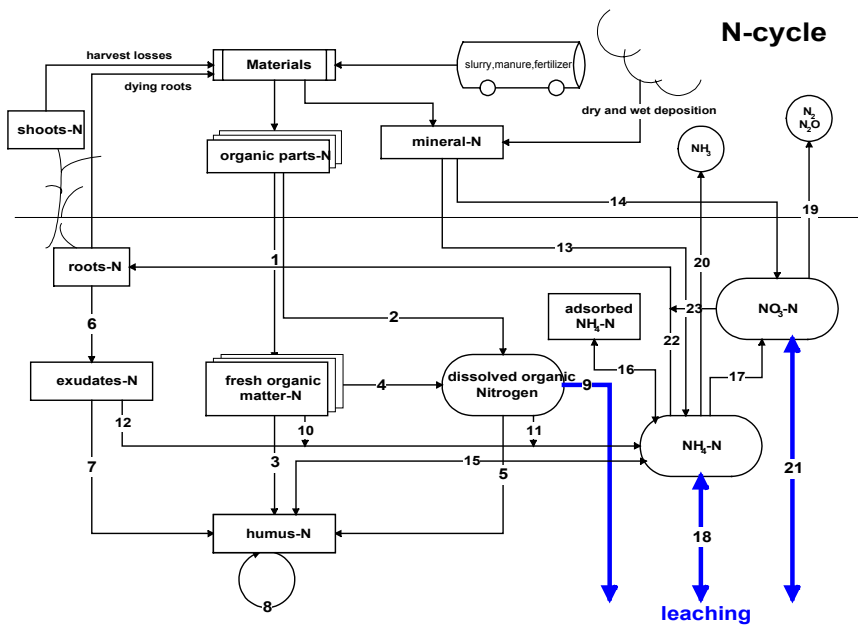 N-cycle
harvest losses
Materials
slurry,manure,fertilizer
dying roots
dry and wet deposition
N2
N2O
shoots-N
organic parts-N
mineral-N
NH3
14
19
13
1
20
roots-N
adsorbed
NH4-N
23
NO3-N
6
2
22
16
17
exudates-N
fresh organic
matter-N
4
dissolved organic
Nitrogen
9
12
10
11
NH4-N
7
3
15
5
21
humus-N
18
8
leaching